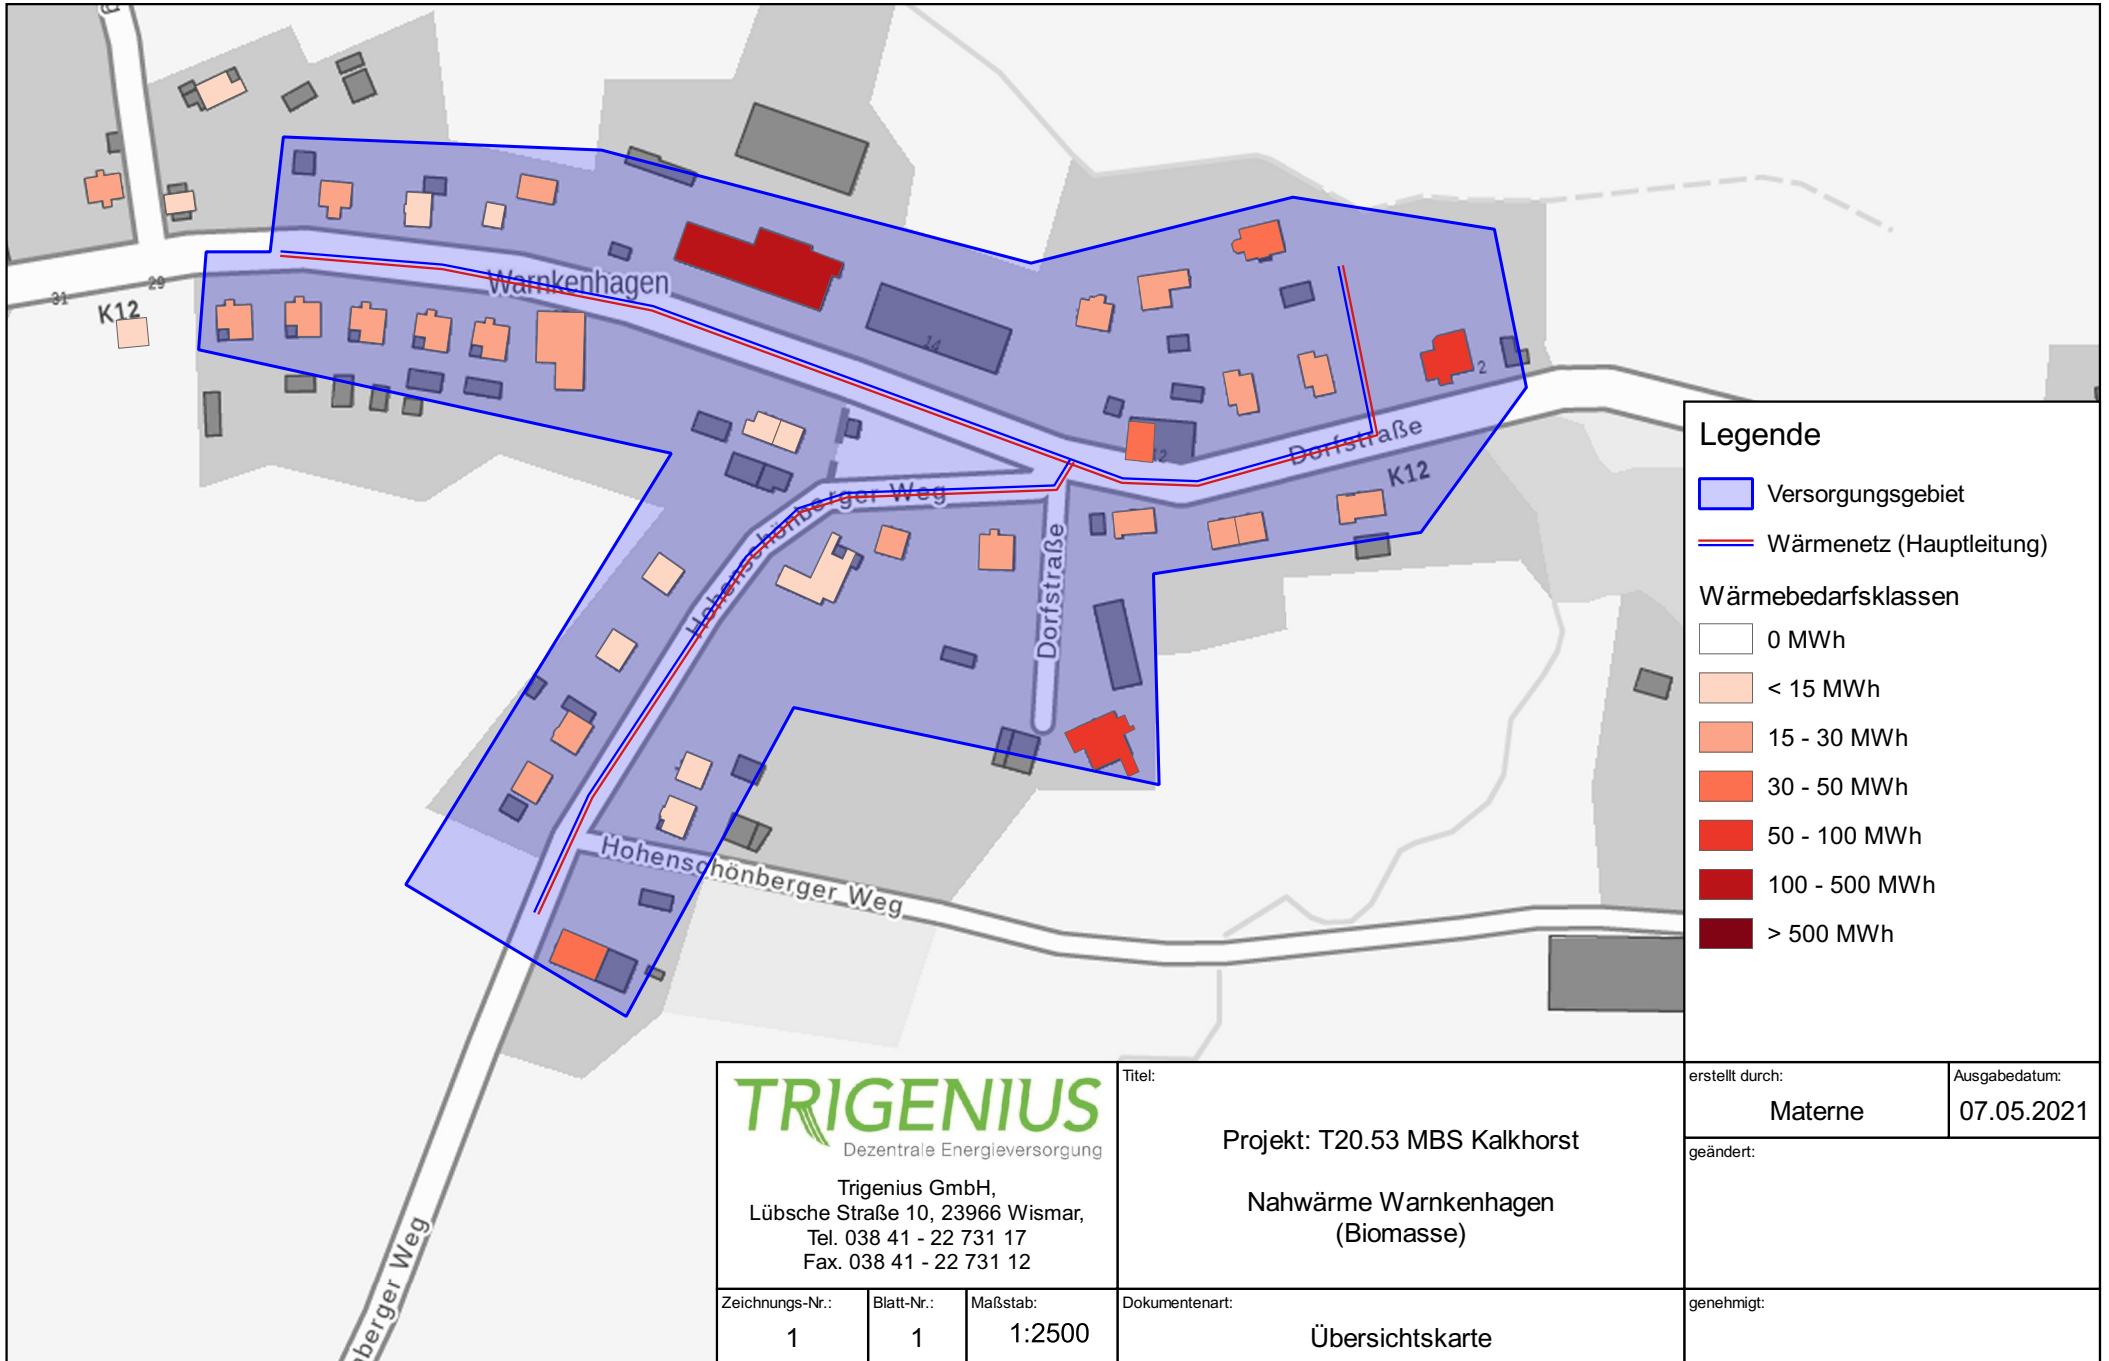 31
29
K12
Warnkenhagen
14
2
12
Dorfstraße
K12
Hohenschönberger Weg
Dorfstraße
Hohenschönberger Weg
nberger Weg
Legende
Versorgungsgebiet
Wärmenetz (Hauptleitung)
Wärmebedarfsklassen
0 MWh
< 15 MWh
15 - 30 MWh
30 - 50 MWh
50 - 100 MWh
100 - 500 MWh
> 500 MWh
TRIGENIUS
Dezentrale Energieversorgung
Trigenius GmbH,
Lübsche Straße 10, 23966 Wismar,
Tel. 038 41 - 22 731 17
Fax. 038 41 - 22 731 12
Titel:
Projekt: T20.53 MBS Kalkhorst
Nahwärme Warnkenhagen
(Biomasse)
erstellt durch:
Materne
Ausgabedatum:
07.05.2021
geändert:
Zeichnungs-Nr.:
1
Blatt-Nr.:
1
Maßstab:
1:2500
Dokumentenart:
Übersichtskarte
genehmigt: